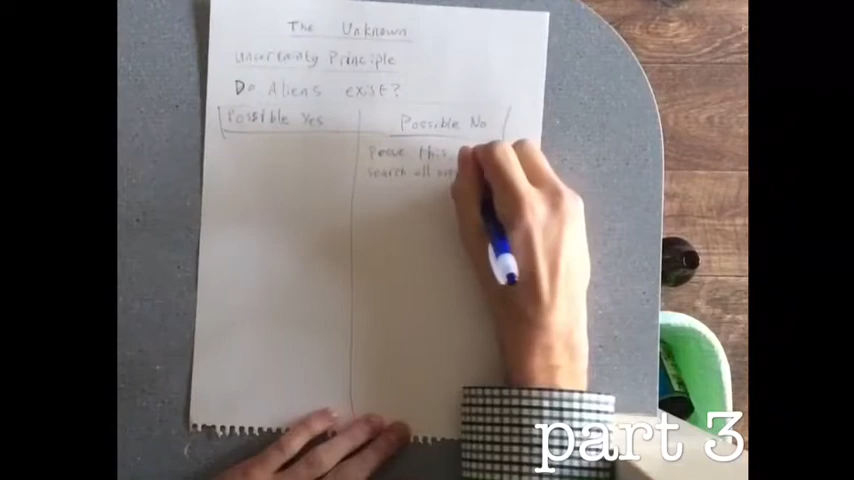 The Unknown
Uncertainty Principle
Do Aliens exist?
Possible Yes
Possible No
Prove this
search all
part 3